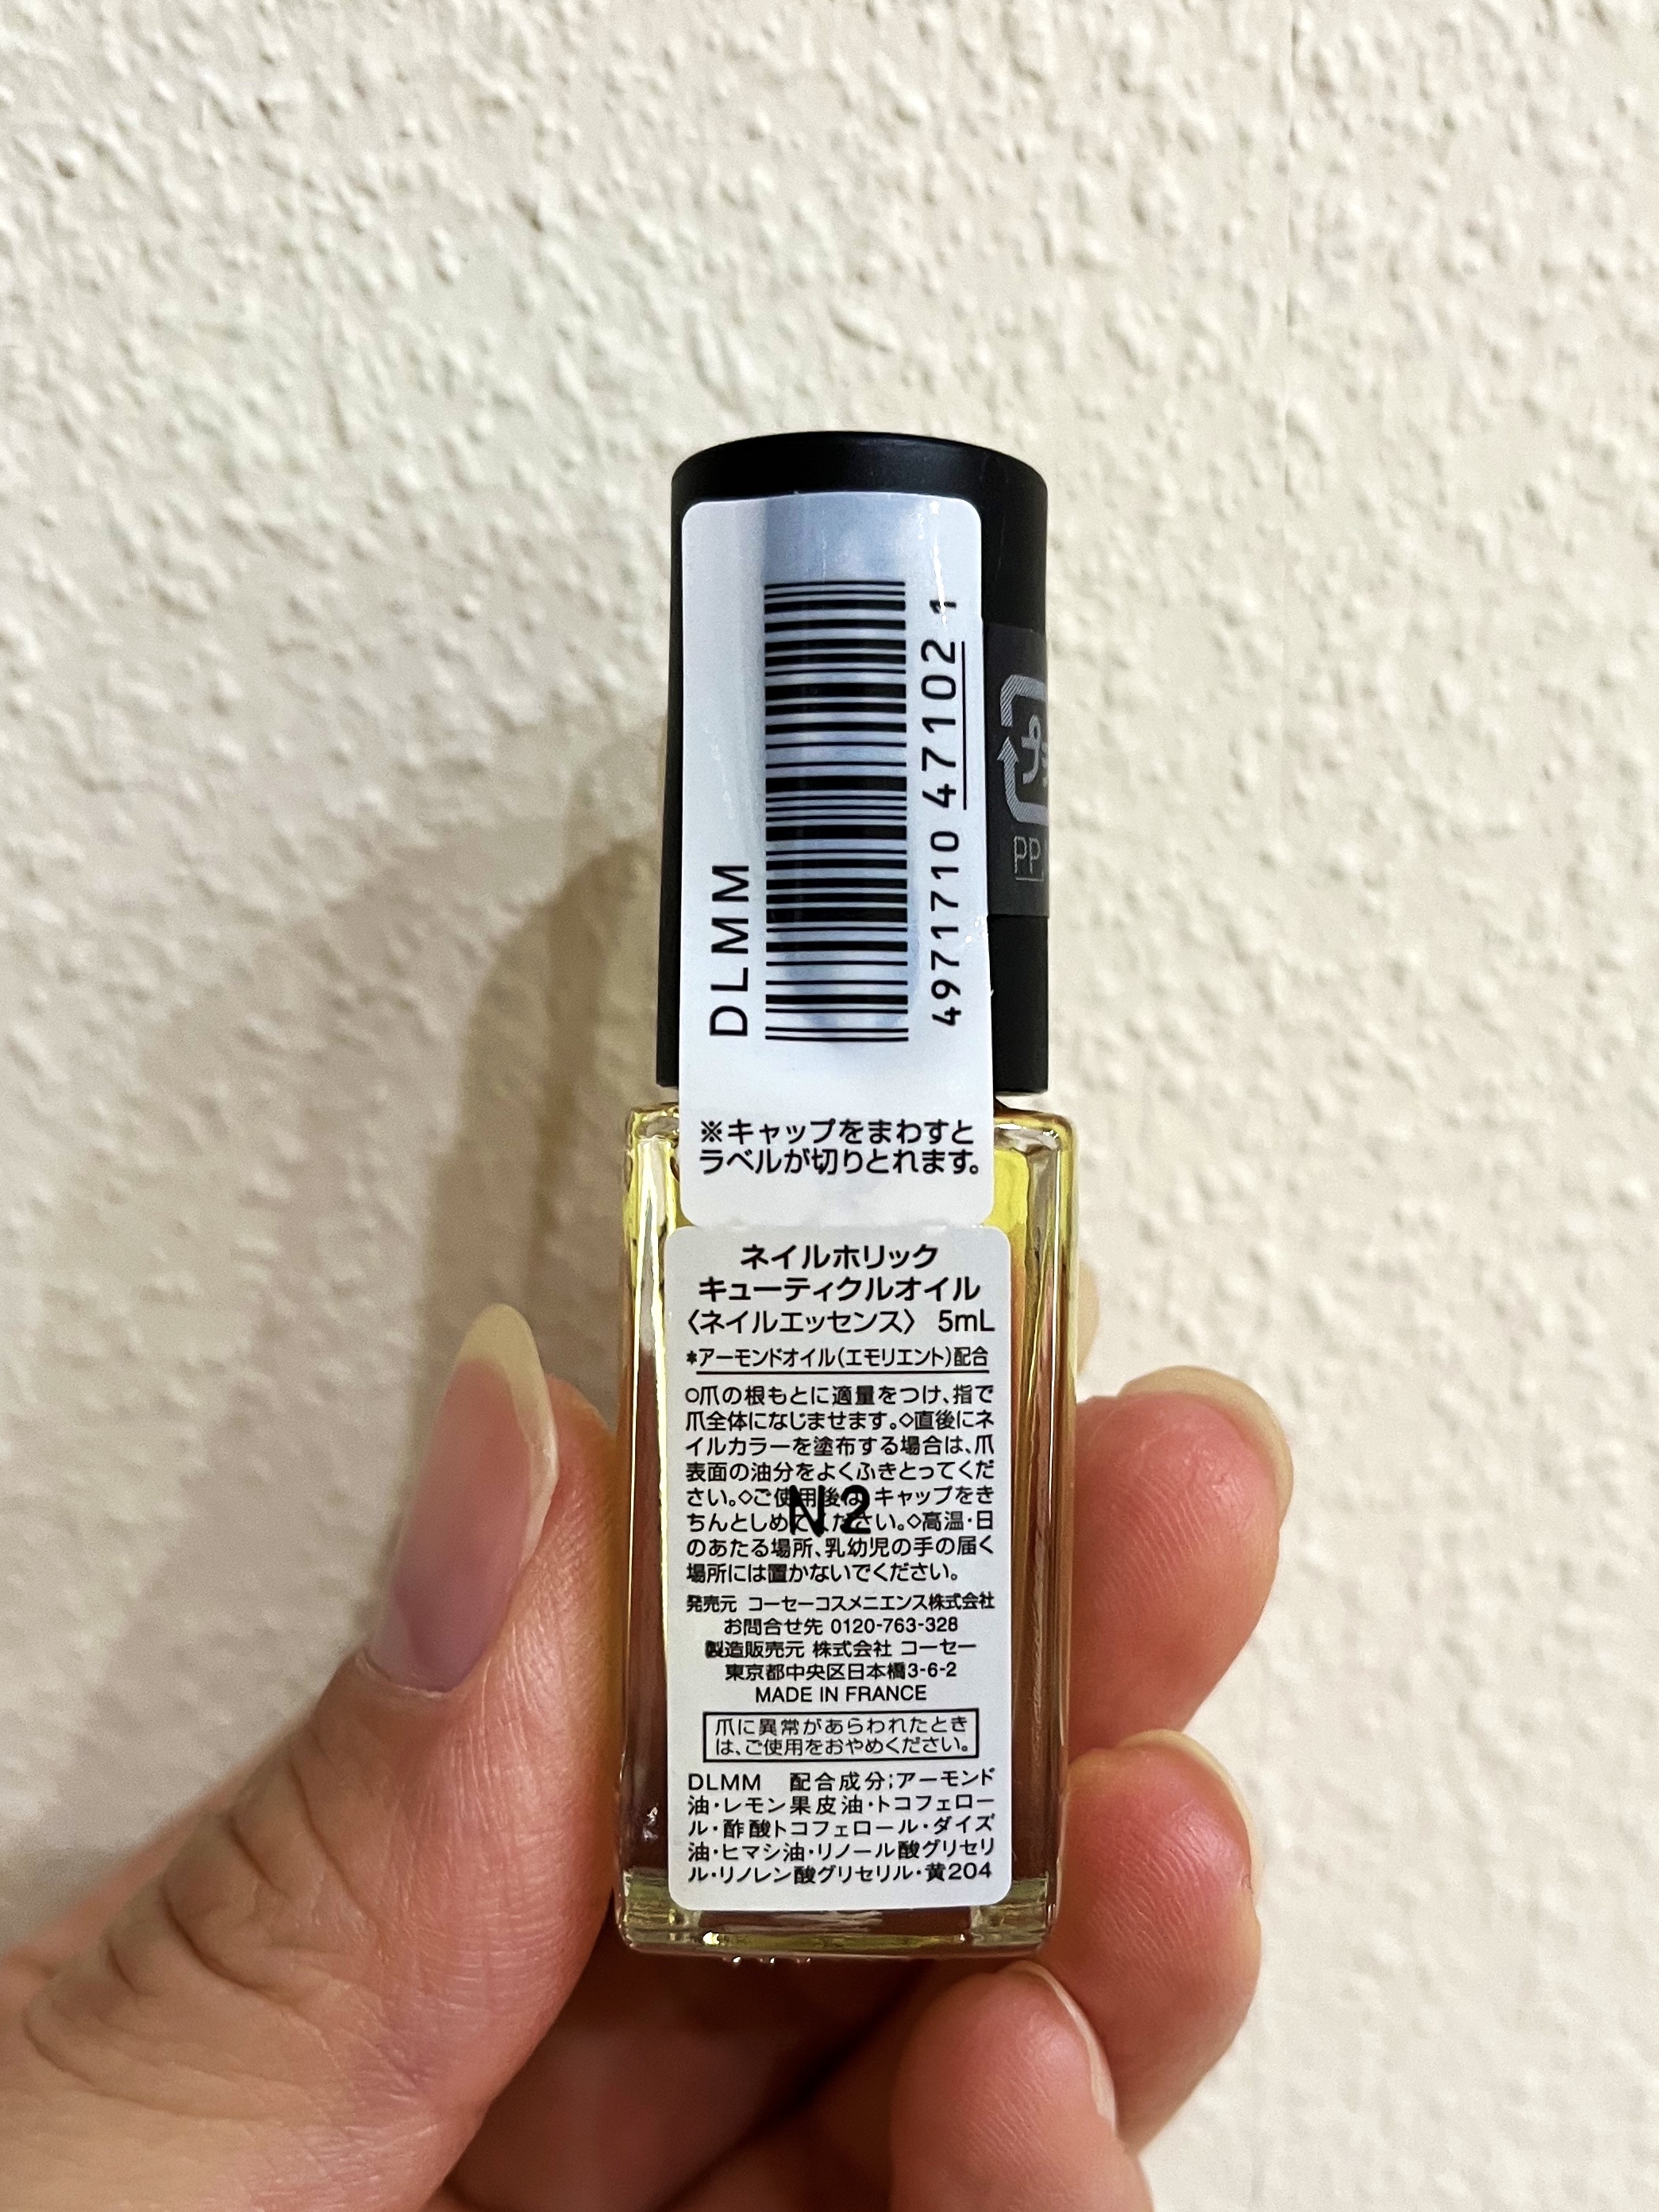 DLMM
4971710 47102 1
PP
※キャップをまわすと
ラベルが切りとれます。
ネイルホリック
キューティクルオイル
〈ネイルエッセンス〉 5mL
*アーモンドオイル(エモリエント)配合
○爪の根もとに適量をつけ、指で
爪全体になじませます。◇直後にネ
イルカラーを塗布する場合は、爪
表面の油分をよくふきとってくだ
さい。◇ご使用後は、キャップをき
ちんとしめてください。◇高温・日
のあたる場所、乳幼児の手の届く
場所には置かないでください。
N2
発売元 コーセーコスメニエンス株式会社
お問合せ先 0120-763-328
製造販売元 株式会社 コーセー
東京都中央区日本橋3-6-2
MADE IN FRANCE
爪に異常があらわれたとき
は、ご使用をおやめください。
DLMM 配合成分;アーモンド
油・レモン果皮油・トコフェロー
ル・酢酸トコフェロール・ダイズ
油・ヒマシ油・リノール酸グリセリ
ル・リノレン酸グリセリル・黄204